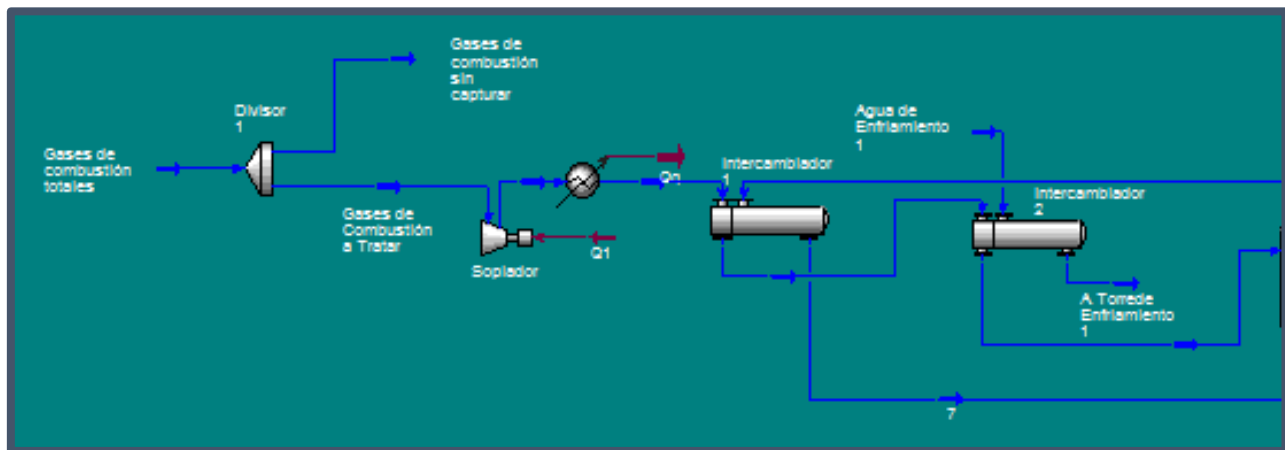 Gases de
combustión
sin
capturar
Divisor
1
Gases de
combustión
totales
Gases de
Combustión
a Tratar
Soplador
Q1
Intercambiador
1
Agua de
Enfriamiento
1
Intercambiador
2
A Torrede
Enfriamiento
1
7